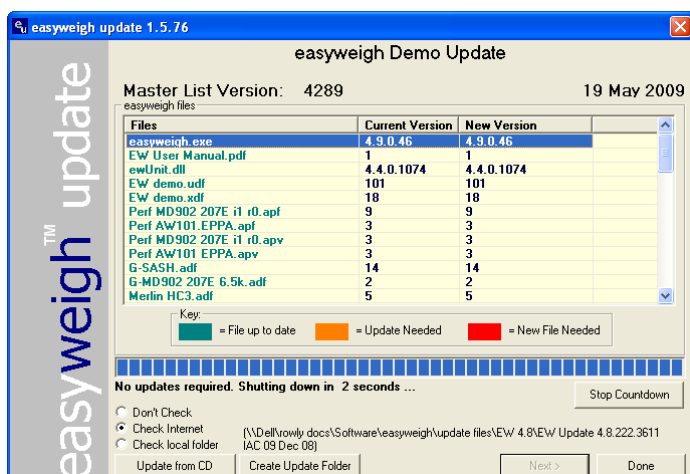 easyweigh update 1.5.76
easyweigh™ update
easyweigh Demo Update
Master List Version: 4289 19 May 2009
easyweigh files
Files Current Version New Version
easyweigh.exe 4.9.0.46 4.9.0.46
EW User Manual.pdf 1 1
ewUnit.dll 4.4.0.1074 4.4.0.1074
EW demo.udf 101 101
EW demo.xdf 18 18
Perf MD902 207E i1 r0.apf 9 9
Perf AW101.EPPA.apf 3 3
Perf MD902 207E i1 r0.apv 3 3
Perf AW101 EPPA.apv 3 3
G-SASH.adf 14 14
G-MD902 207E 6.5k.adf 2 2
Merlin HC3.adf 5 5
Key:
= File up to date = Update Needed = New File Needed
No updates required. Shutting down in 2 seconds ...
Stop Countdown
Don't Check
Check Internet
Check local folder
(\\Dell\rowly docs\Software\easyweigh\update files\EW 4.8\EW Update 4.8.222.3611
IAC 09 Dec 08)
Update from CD Create Update Folder Next > Done